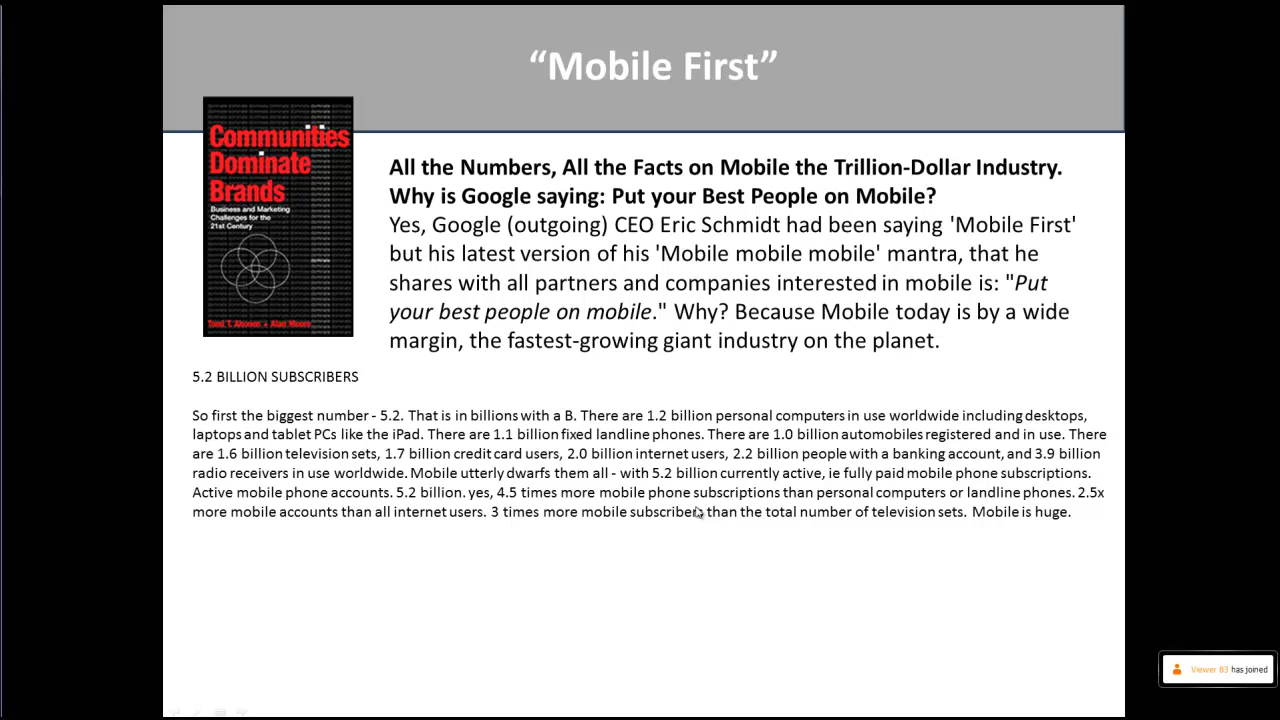 “Mobile First”
Communities
Dominate
Brands
Business and Marketing
Challenges for the
21st Century
Tomi T Ahonen + Alan Moore
All the Numbers, All the Facts on Mobile the Trillion-Dollar Industry.
Why is Google saying: Put your Best People on Mobile?
Yes, Google (outgoing) CEO Eric Schmidt had been saying 'Mobile First'
but his latest version of his 'Mobile mobile mobile' mantra, that he
shares with all partners and companies interested in mobile is: "Put
your best people on mobile." Why? Because Mobile today is by a wide
margin, the fastest-growing giant industry on the planet.
5.2 BILLION SUBSCRIBERS
So first the biggest number - 5.2. That is in billions with a B. There are 1.2 billion personal computers in use worldwide including desktops,
laptops and tablet PCs like the iPad. There are 1.1 billion fixed landline phones. There are 1.0 billion automobiles registered and in use. There
are 1.6 billion television sets, 1.7 billion credit card users, 2.0 billion internet users, 2.2 billion people with a banking account, and 3.9 billion
radio receivers in use worldwide. Mobile utterly dwarfs them all - with 5.2 billion currently active, ie fully paid mobile phone subscriptions.
Active mobile phone accounts. 5.2 billion. yes, 4.5 times more mobile phone subscriptions than personal computers or landline phones. 2.5x
more mobile accounts than all internet users. 3 times more mobile subscribers than the total number of television sets. Mobile is huge.
Viewer 83 has joined